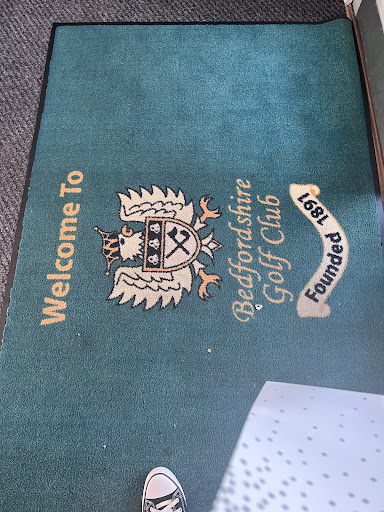 Welcome To
Bedfordshire
Golf Club
Founded 1891